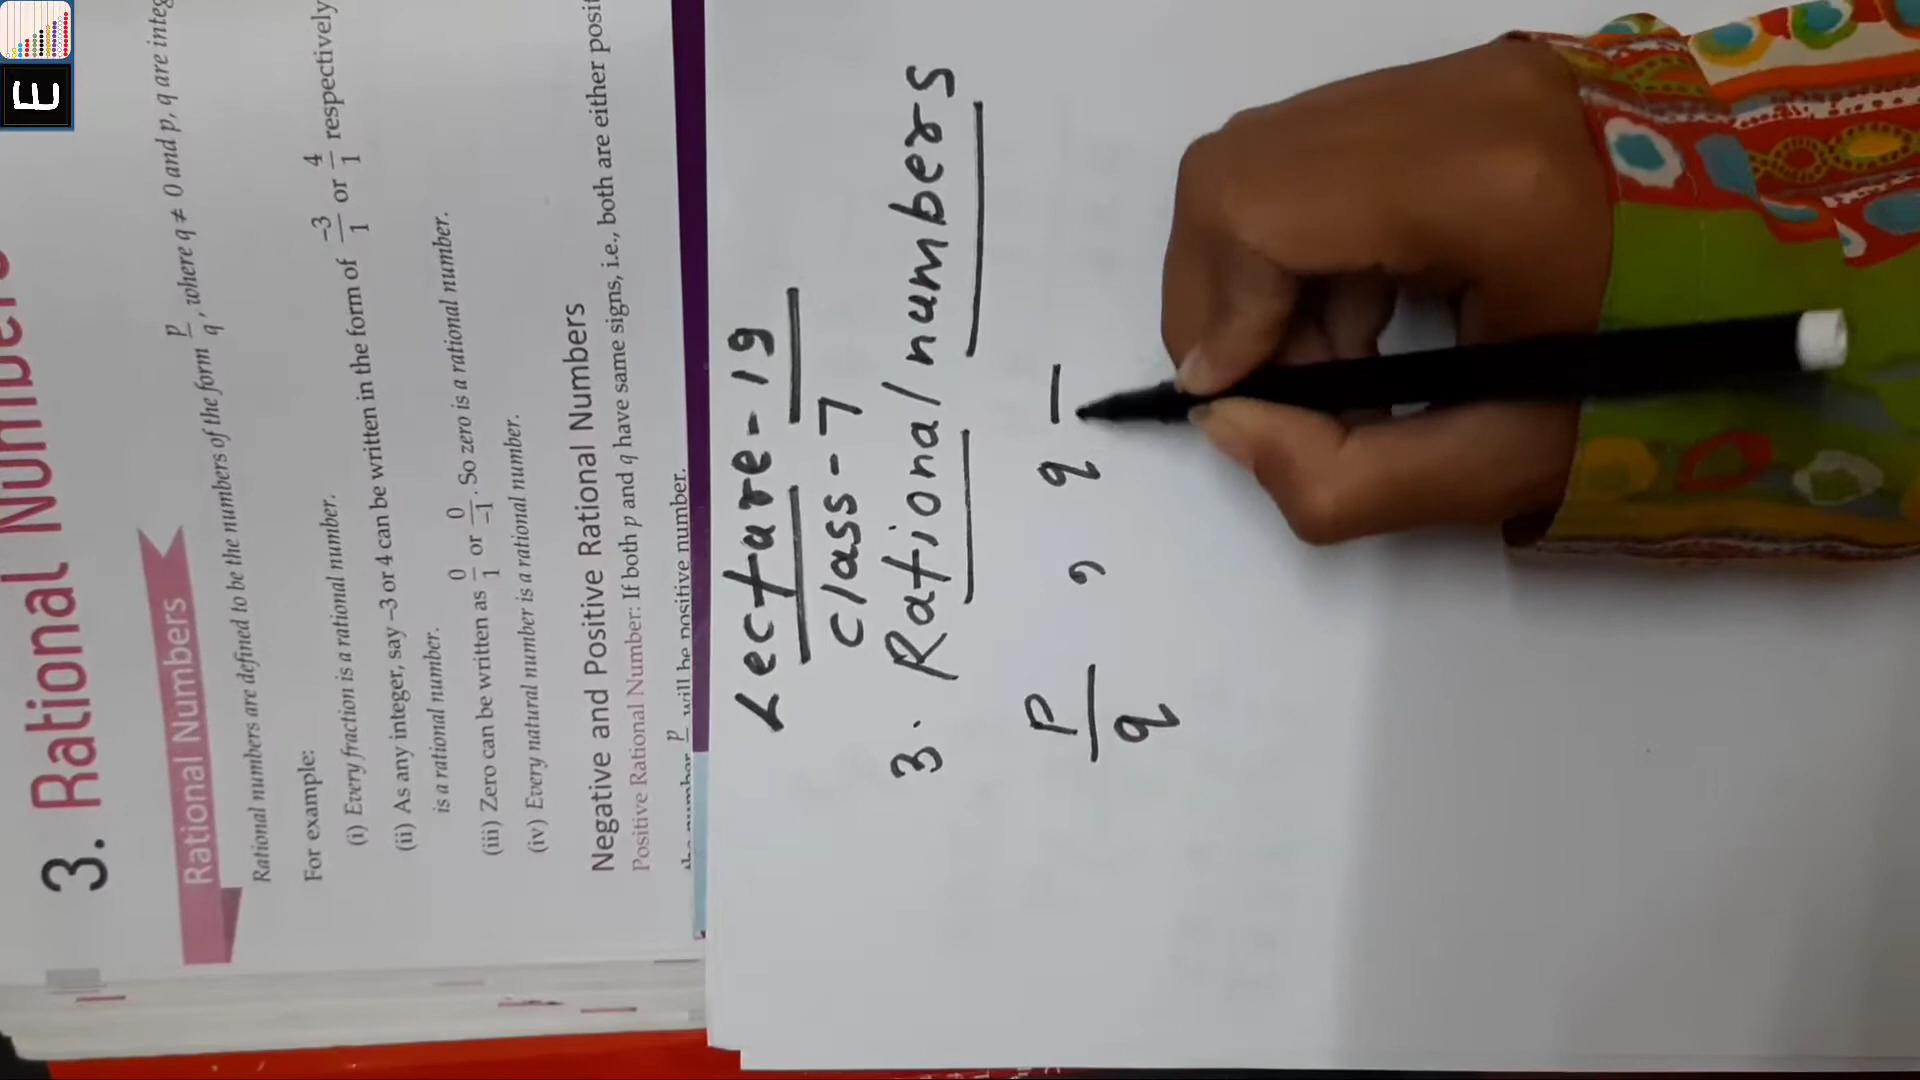 E
3. Rational Numbers
Rational Numbers
Rational numbers are defined to be the numbers of the form p/q, where q ≠ 0 and p, q are
For example:
(i) Every fraction is a rational number.
(ii) As any integer, say –3 or 4 can be written in the form of –3/1 or 4/1 respectively
is a rational number.
(iii) Zero can be written as 0/1 or 0/–1. So zero is a rational number.
(iv) Every natural number is a rational number.
Negative and Positive Rational Numbers
Positive Rational Number: If both p and q have same signs, i.e., both are either
p/ will be positive number.
Lecture-19
class-7
3. Rational numbers
p/q , q –